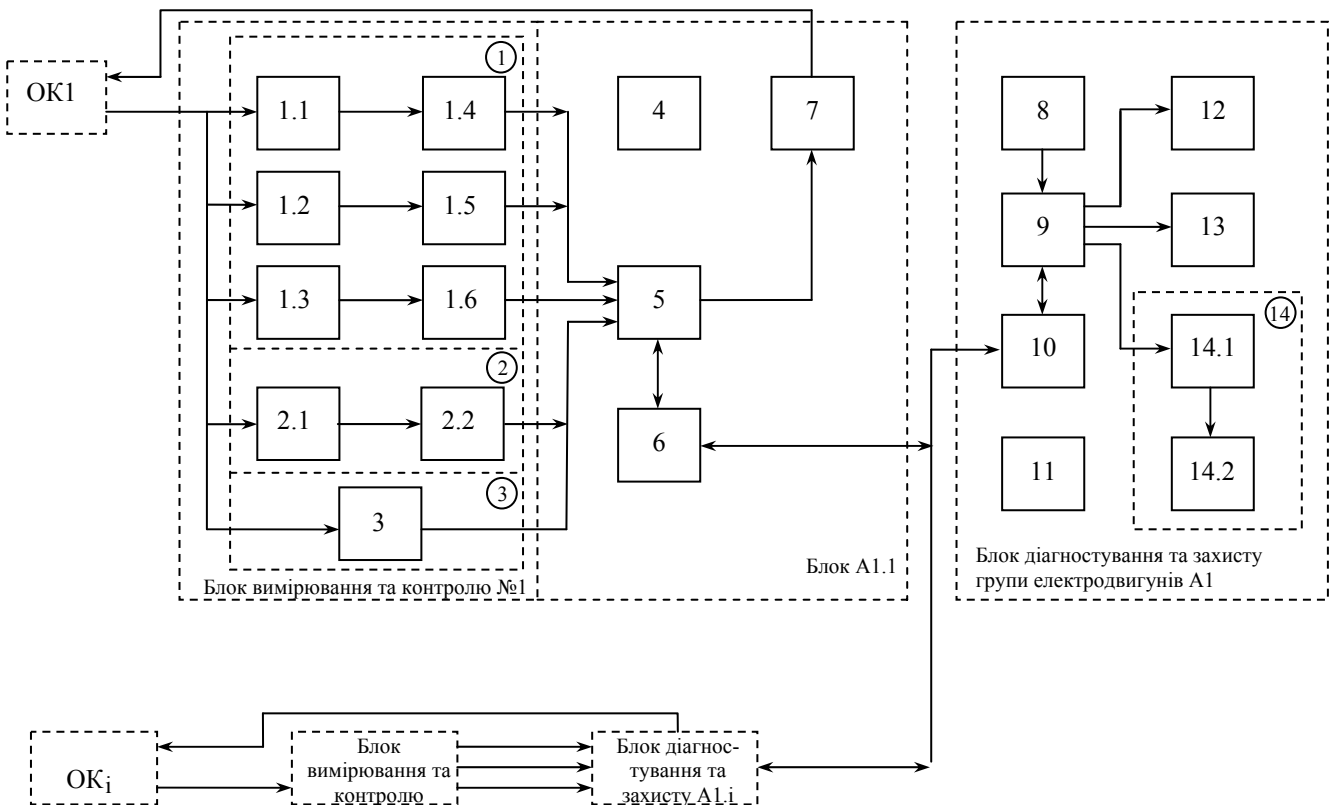 ОК1
1
1.1
1.4
4
7
8
12
1.2
1.5
9
13
1.3
1.6
5
14
10
14.1
2
2.1
2.2
6
11
14.2
3
3
Блок вимірювання та контролю №1
Блок А1.1
Блок діагностування та захисту
групи електродвигунів А1
ОКi
Блок
вимірювання та
контролю
Блок діагнос-
тування та
захисту А1.i